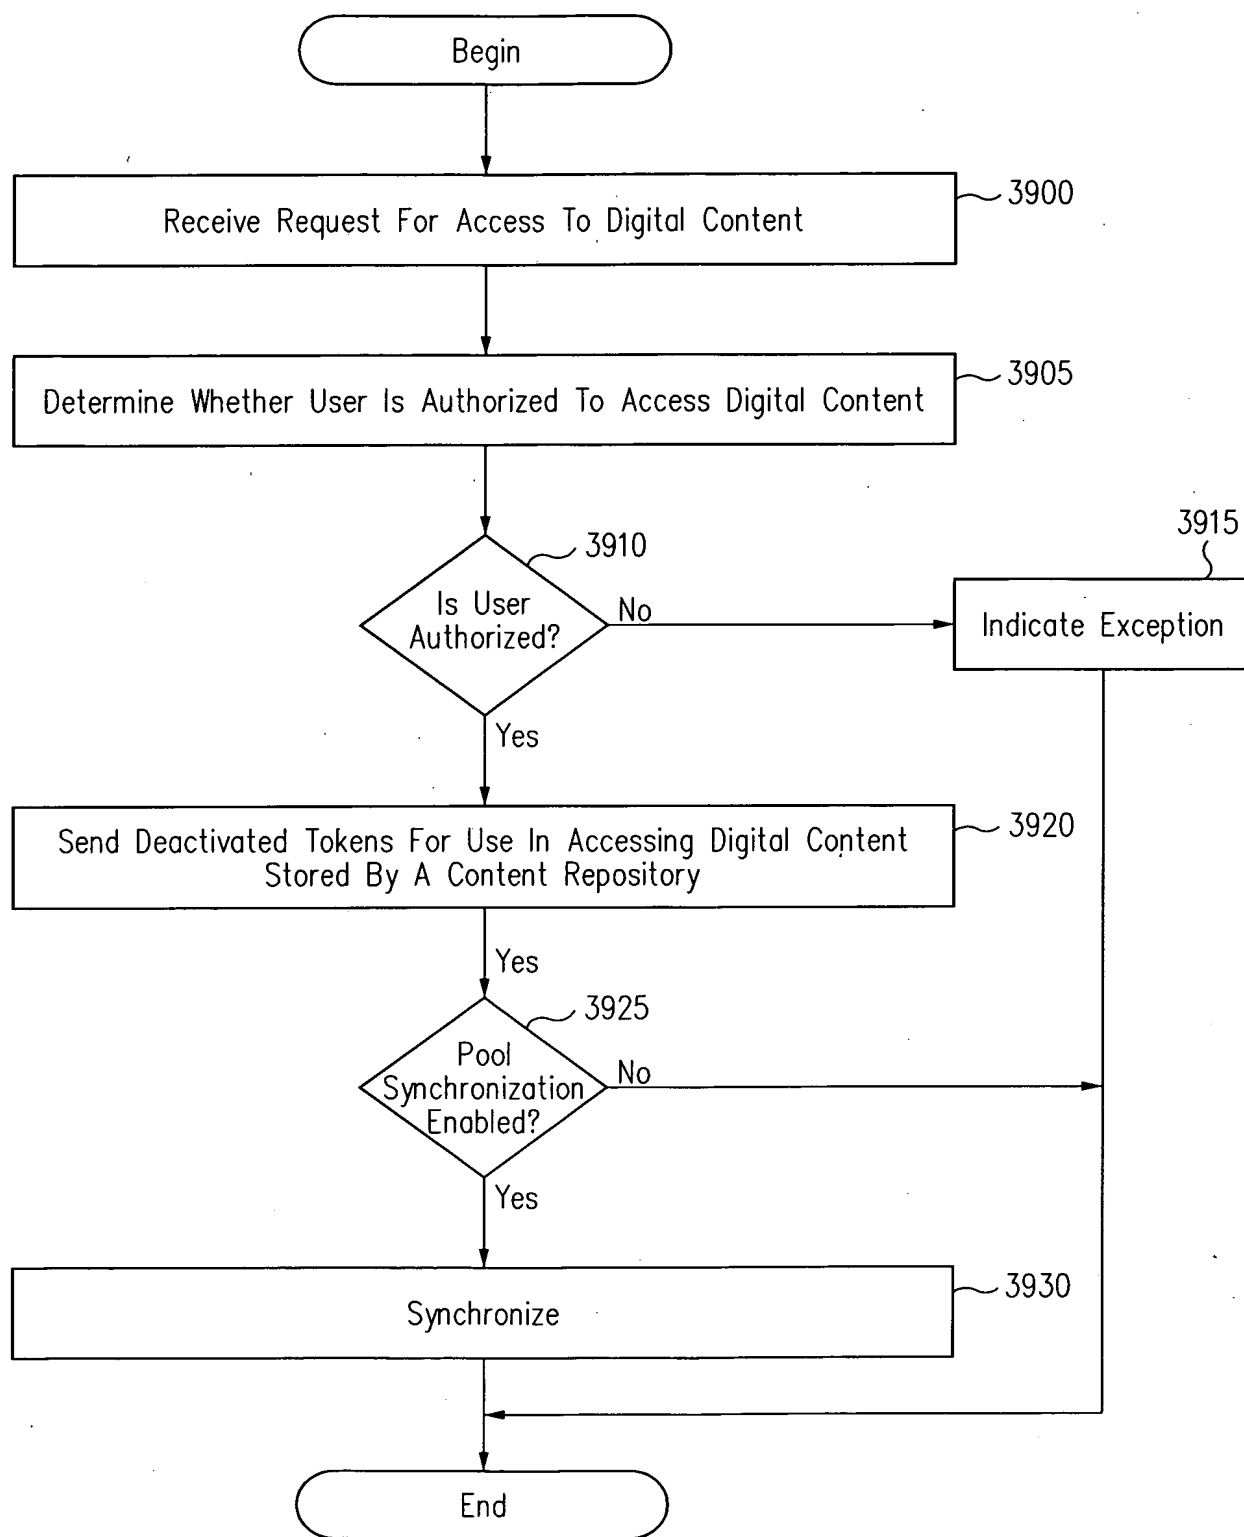 Begin
Receive Request For Access To Digital Content
3900
Determine Whether User Is Authorized To Access Digital Content
3905
3910
Is User
Authorized?
No
3915
Indicate Exception
Yes
Send Deactivated Tokens For Use In Accessing Digital Content
Stored By A Content Repository
3920
Yes
3925
Pool
Synchronization
Enabled?
No
Yes
Synchronize
3930
End